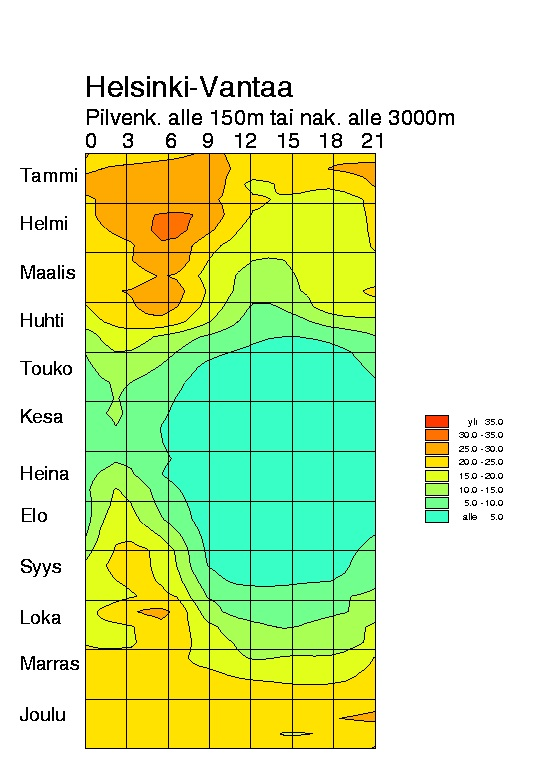 Helsinki-Vantaa
Pilvenk. alle 150m tai nak. alle 3000m
0 3 6 9 12 15 18 21
Tammi
Helmi
Maalis
Huhti
Touko
Kesa
Heina
Elo
Syys
Loka
Marras
Joulu
yli 35.0
30.0 -35.0
25.0 -30.0
20.0 -25.0
15.0 -20.0
10.0 -15.0
5.0 -10.0
alle 5.0